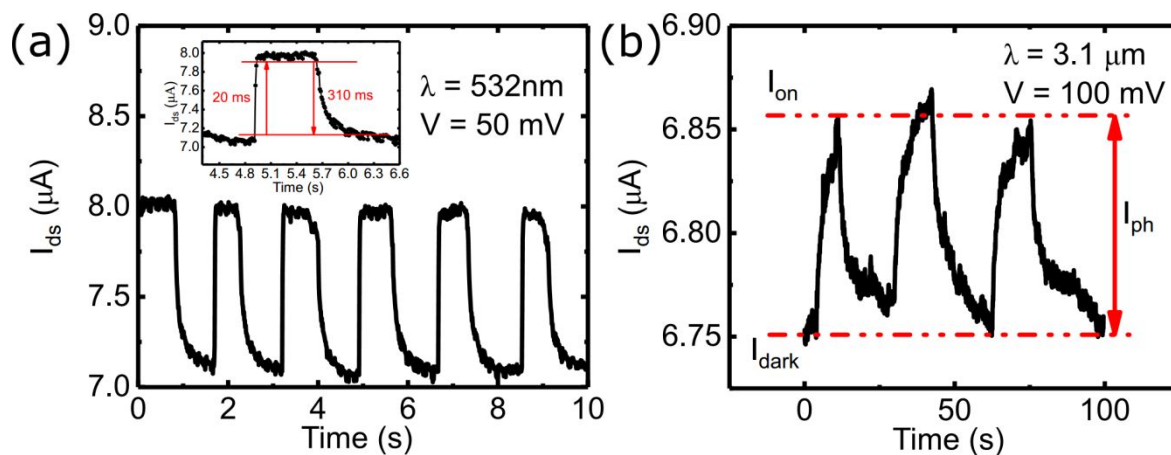 (a)
9.0
8.5
8.0
7.5
7.0
I_ds (μA)
0 2 4 6 8 10
Time (s)
λ = 532nm
V = 50 mV
8.0
7.8
7.6
7.4
7.2
7.0
I_ds (μA)
20 ms
310 ms
4.5 4.8 5.1 5.4 5.7 6.0 6.3 6.6
Time (s)
(b)
λ = 3.1 μm
V = 100 mV
I_on
I_ph
I_dark
6.85
6.80
6.75
I_ds (μA)
0 50 100
Time (s)